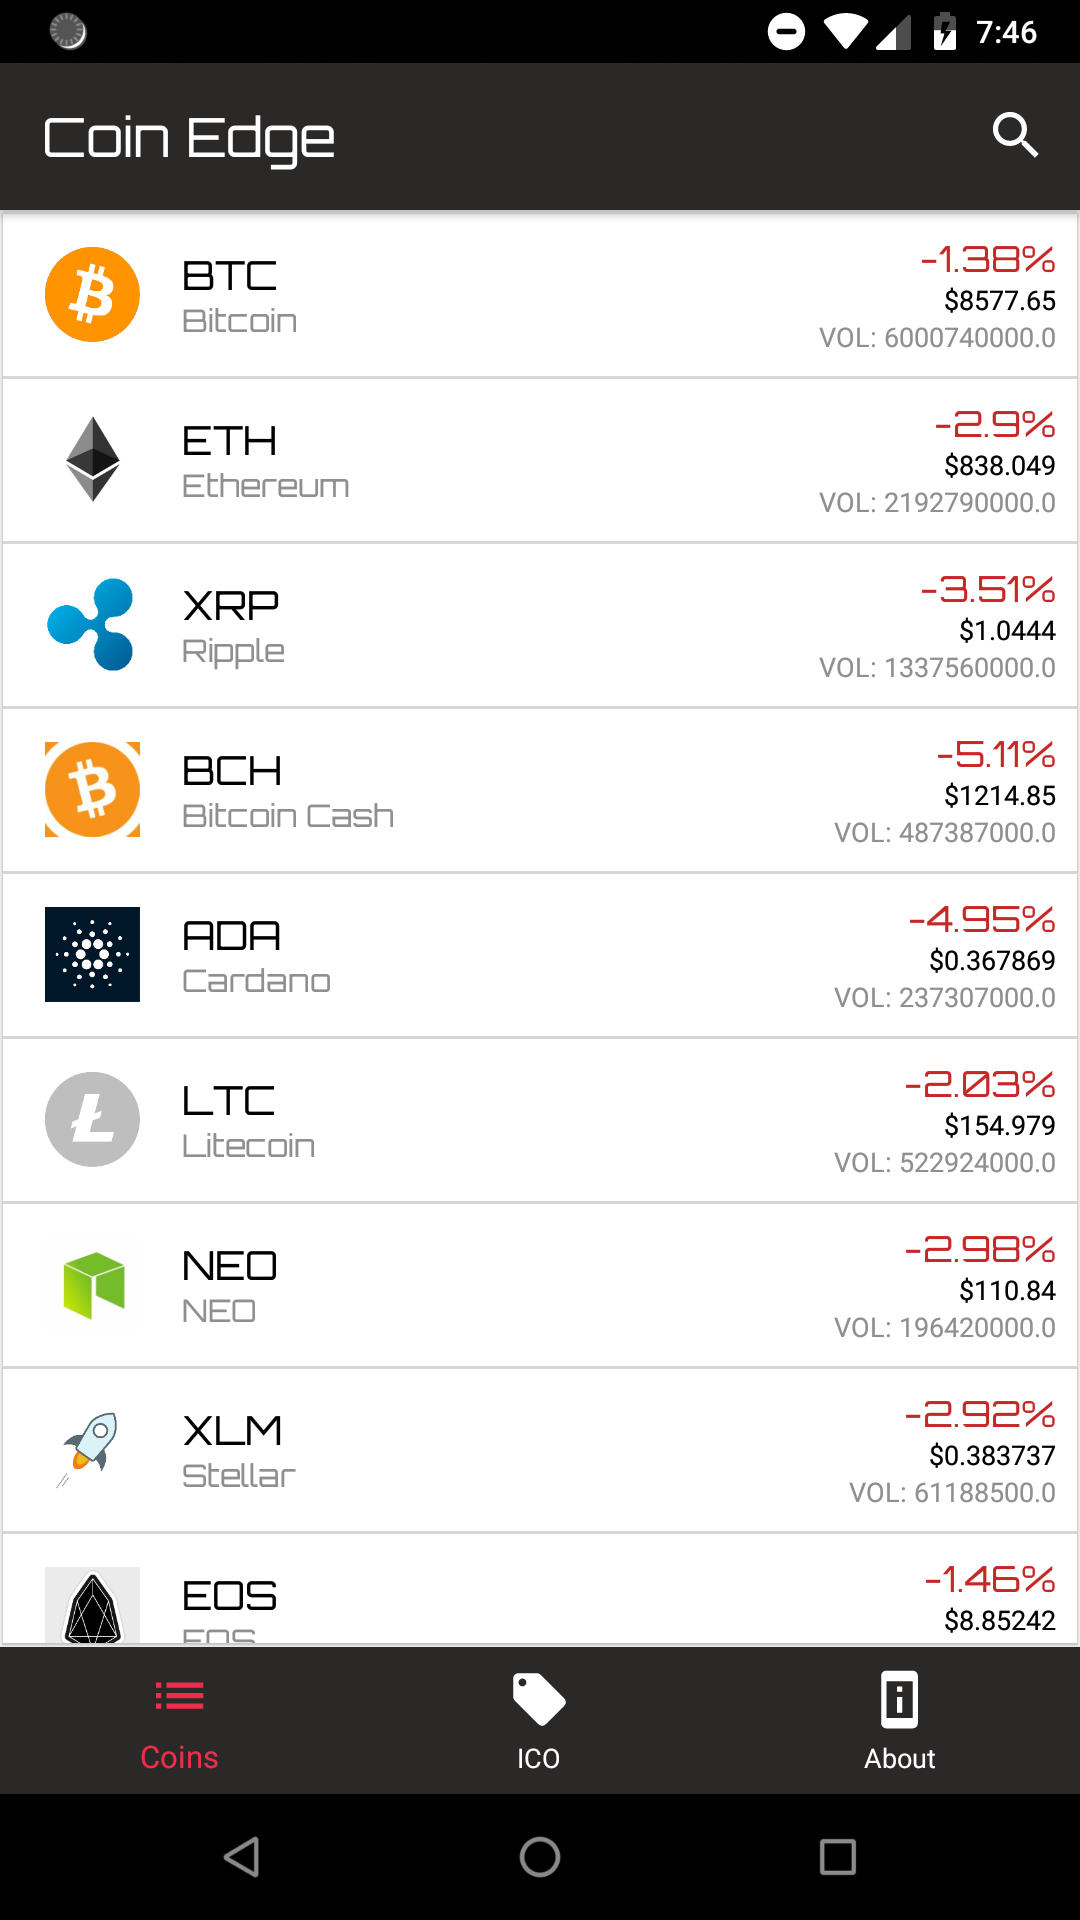 7:46
Coin Edge
BTC
Bitcoin
-1.38%
$8577.65
VOL: 6000740000.0
ETH
Ethereum
-2.9%
$838.049
VOL: 2192790000.0
XRP
Ripple
-3.51%
$1.0444
VOL: 1337560000.0
BCH
Bitcoin Cash
-5.11%
$1214.85
VOL: 487387000.0
ADA
Cardano
-4.95%
$0.367869
VOL: 237307000.0
LTC
Litecoin
-2.03%
$154.979
VOL: 522924000.0
NEO
NEO
-2.98%
$110.84
VOL: 196420000.0
XLM
Stellar
-2.92%
$0.383737
VOL: 61188500.0
EOS
EOS
-1.46%
$8.85242
Coins
ICO
About